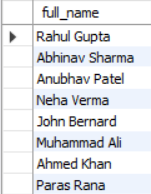 full_name
Rahul Gupta
Abhinav Sharma
Anubhav Patel
Neha Verma
John Bernard
Muhammad Ali
Ahmed Khan
Paras Rana